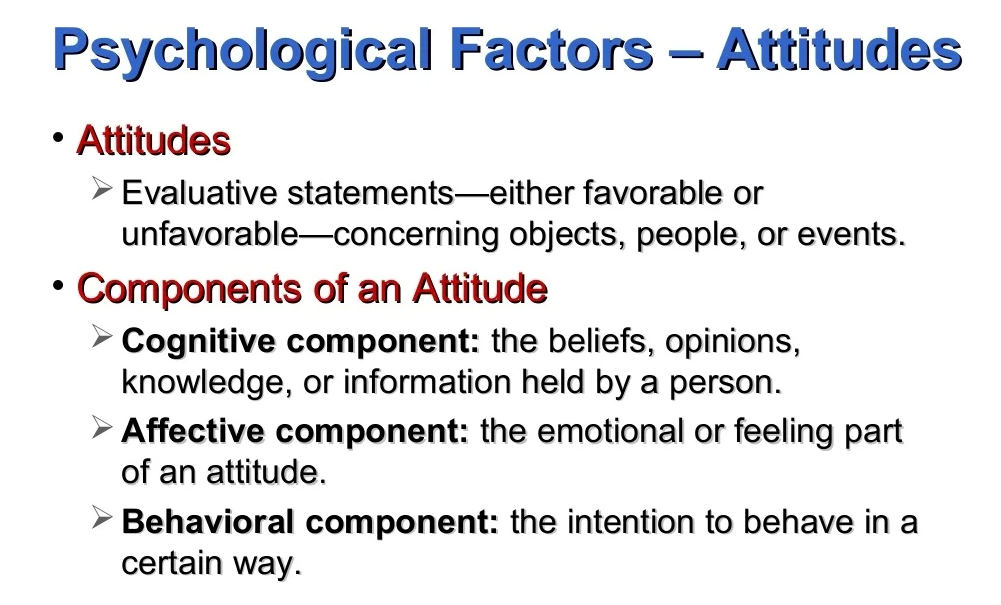 Psychological Factors – Attitudes
• Attitudes
➢ Evaluative statements—either favorable or
unfavorable—concerning objects, people, or events.
• Components of an Attitude
➢ Cognitive component: the beliefs, opinions,
knowledge, or information held by a person.
➢ Affective component: the emotional or feeling part
of an attitude.
➢ Behavioral component: the intention to behave in a
certain way.